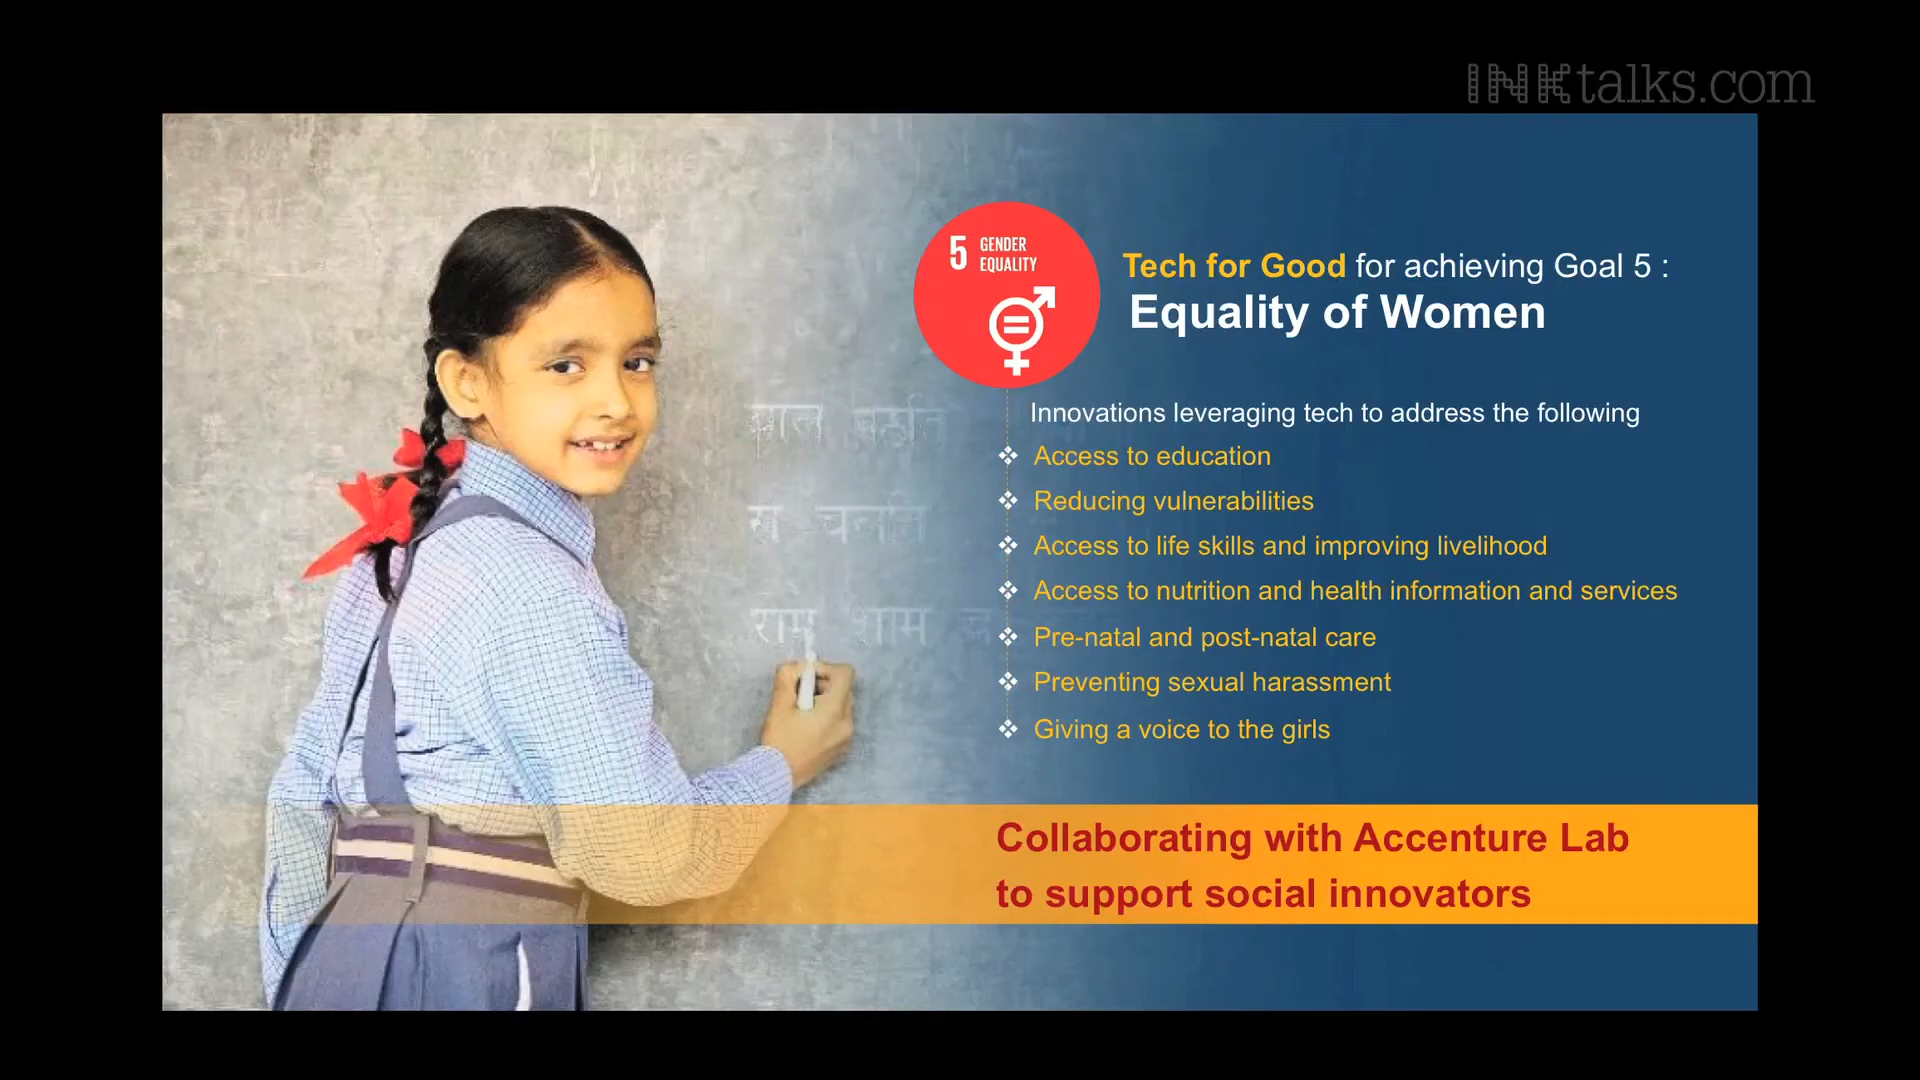 INKtalks.com
5 GENDER
EQUALITY
Tech for Good for achieving Goal 5 :
Equality of Women
Innovations leveraging tech to address the following
❖ Access to education
❖ Reducing vulnerabilities
❖ Access to life skills and improving livelihood
❖ Access to nutrition and health information and services
❖ Pre-natal and post-natal care
❖ Preventing sexual harassment
❖ Giving a voice to the girls
राम शाम
Collaborating with Accenture Lab
to support social innovators